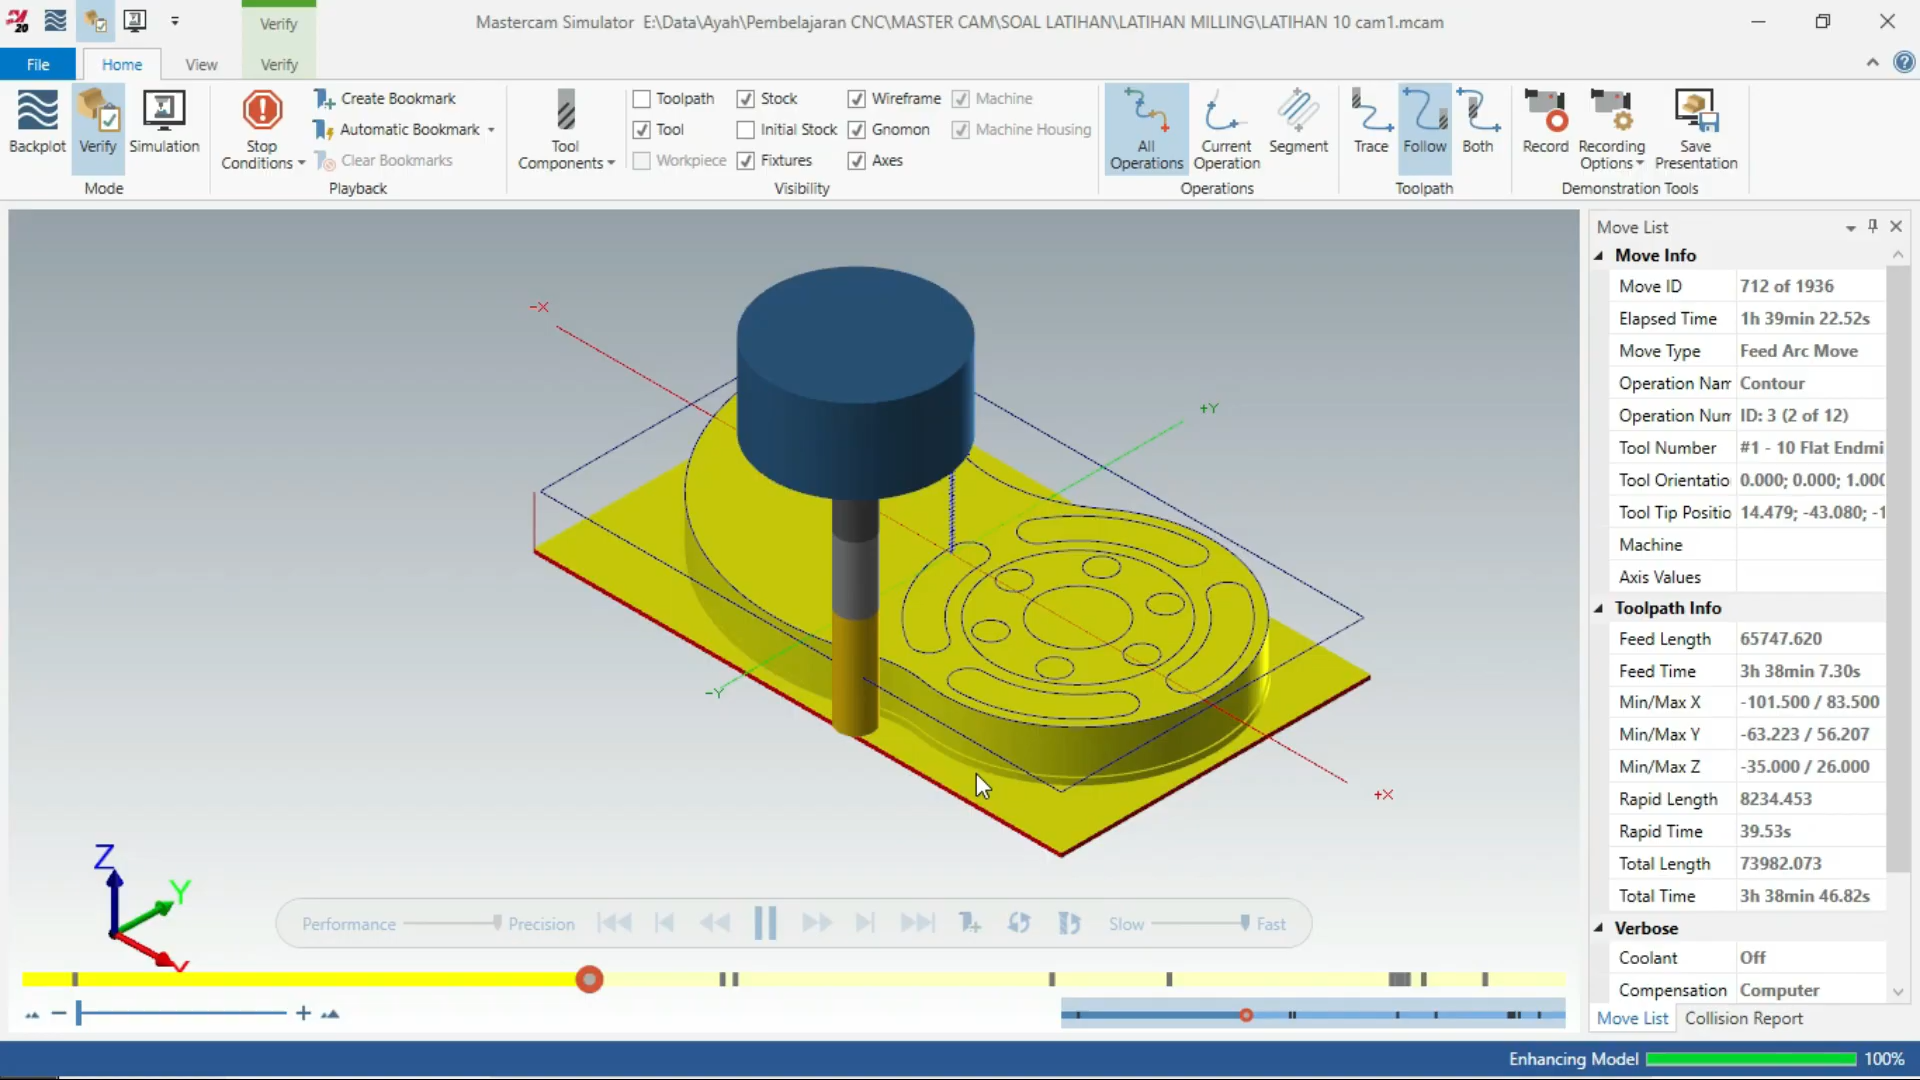 20
Verify
Mastercam Simulator E:\Data\Ayah\Pembelajaran CNC\MASTER CAM\SOAL LATIHAN\LATIHAN MILLING\LATIHAN 10 cam1.mcam
File
Home
View
Verify
Backplot
Verify
Simulation
Mode
Stop
Conditions
Create Bookmark
Automatic Bookmark
Clear Bookmarks
Playback
Tool
Components
Toolpath
Stock
Wireframe
Machine
Tool
Initial Stock
Gnomon
Machine Housing
Workpiece
Fixtures
Axes
Visibility
All
Operations
Current
Operation
Segment
Operations
Trace
Follow
Both
Toolpath
Record
Recording
Options
Save
Presentation
Demonstration Tools
-X
+Y
-Y
+X
Z
Y
Performance
Precision
Slow
Fast
Move List
Move Info
Move ID 712 of 1936
Elapsed Time 1h 39min 22.52s
Move Type Feed Arc Move
Operation Nam Contour
Operation Num ID: 3 (2 of 12)
Tool Number #1 - 10 Flat Endmi
Tool Orientatio 0.000; 0.000; 1.000
Tool Tip Positio 14.479; -43.080; -1
Machine
Axis Values
Toolpath Info
Feed Length 65747.620
Feed Time 3h 38min 7.30s
Min/Max X -101.500 / 83.500
Min/Max Y -63.223 / 56.207
Min/Max Z -35.000 / 26.000
Rapid Length 8234.453
Rapid Time 39.53s
Total Length 73982.073
Total Time 3h 38min 46.82s
Verbose
Coolant Off
Compensation Computer
Move List
Collision Report
Enhancing Model
100%